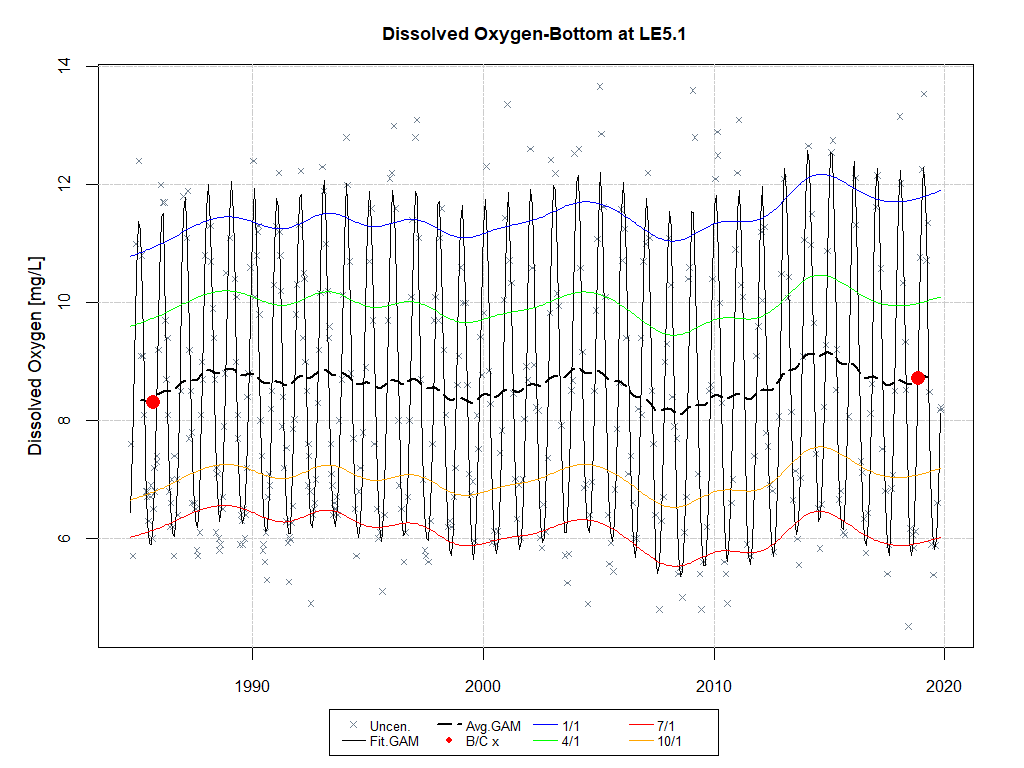 Dissolved Oxygen-Bottom at LE5.1
Dissolved Oxygen [mg/L]
14
12
10
8
6
1990
2000
2010
2020
Uncen. Avg.GAM 1/1 7/1
Fit.GAM B/C x 4/1 10/1